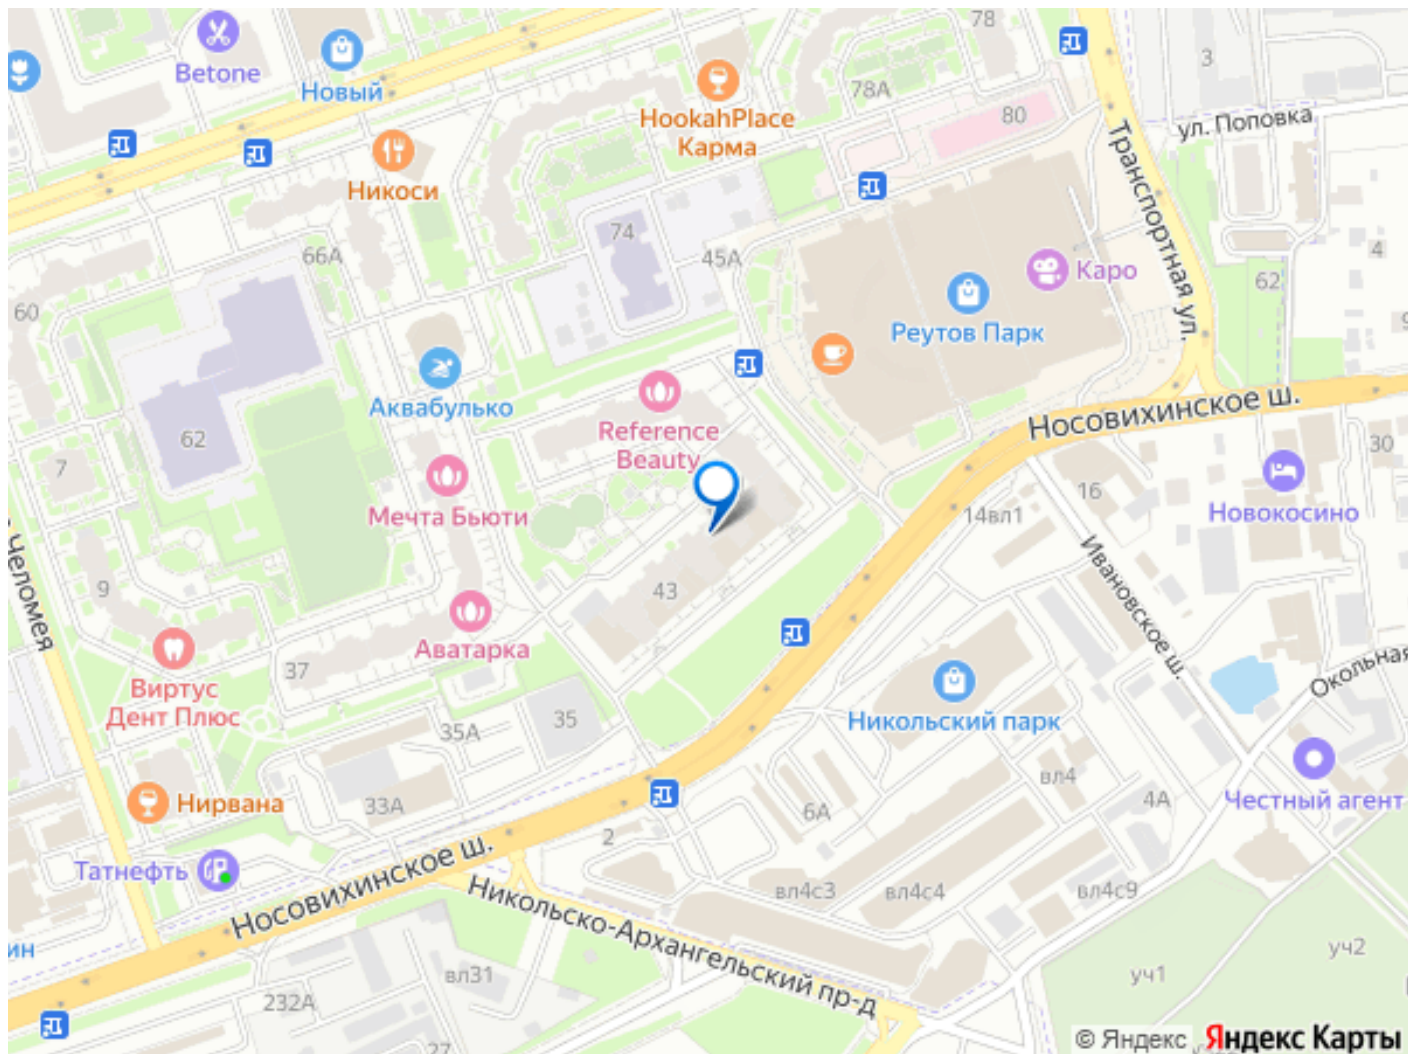 Betone
Новый
78
3
HookahPlace
Карма
78А
80
ул. Поповка
Никоси
Транспортная ул.
74
66А
45А
Каро
4
62
60
Реутов Парк
9
Аквабулько
Носовихинское ш.
Reference
Beauty
62
30
7
16
Мечта Бьюти
14вл1
Новокосино
Челомея
9
43
Ивановское ш.
Аватарка
37
Окольная
Виртус
Дент Плюс
35
35А
Никольский парк
вл4
4А
Честный агент
Нирвана
33А
6А
2
Татнефть
Носовихинское ш.
вл4с3
вл4с4
вл4с9
Никольско-Архангельский пр-д
ин
вл31
уч2
уч1
232А
27
© Яндекс Яндекс Карты